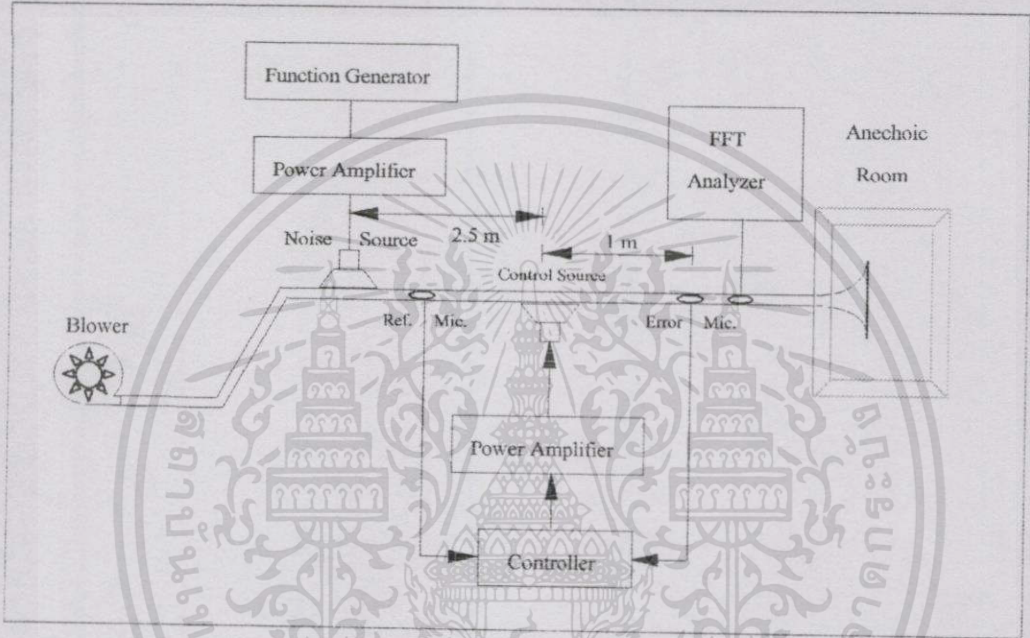 Function Generator
Power Amplifier
FFT
Analyzer
Anechoic
Room
Noise Source
2.5 m
1 m
Control Source
Ref. Mic.
Error Mic.
Blower
Power Amplifier
Controller